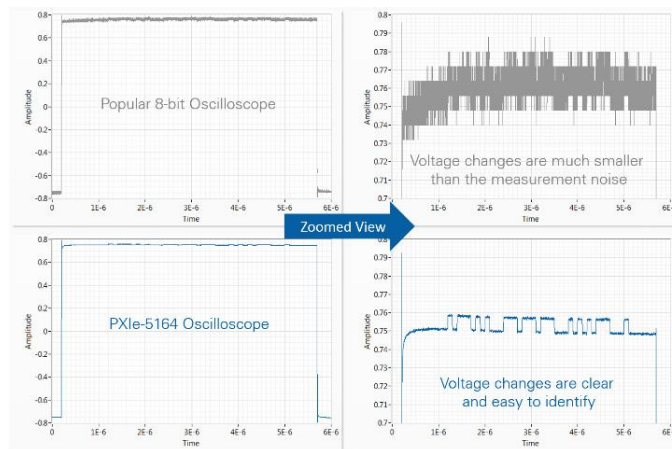 0.8
0.6
0.4
0.2
0
-0.2
-0.4
-0.6
-0.8
Amplitude
Popular 8-bit Oscilloscope
0
1E-6
2E-6
3E-6
4E-6
5E-6
6E-6
Time
0.8
0.79
0.78
0.77
0.76
0.75
0.74
0.73
0.72
0.71
0.7
Amplitude
Voltage changes are much smaller
than the measurement noise
0
1E-6
2E-6
3E-6
4E-6
5E-6
6E-6
Time
Zoomed View
0.8
0.6
0.4
0.2
0
-0.2
-0.4
-0.6
-0.8
Amplitude
PXIe-5164 Oscilloscope
0
1E-6
2E-6
3E-6
4E-6
5E-6
6E-6
Time
0.8
0.79
0.78
0.77
0.76
0.75
0.74
0.73
0.72
0.71
0.7
Amplitude
Voltage changes are clear
and easy to identify
0
1E-6
2E-6
3E-6
4E-6
5E-6
6E-6
Time